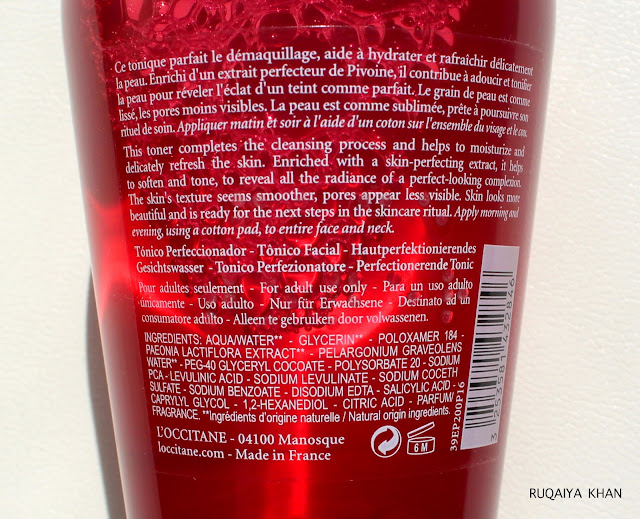 Ce tonique parfait le démaquillage, aide à hydrater et rafraîchir délicatement
la peau. Enrichi d'un extrait perfecteur de Pivoine, il contribue à adoucir et tonifier
la peau pour réveler l'éclat d'un teint comme parfait. Le grain de peau est comme
lissé, les pores moins visibles. La peau est comme sublimée, prête à poursuivre son
rituel de soin. Appliquer matin et soir à l'aide d'un coton sur l'ensemble du visage et le cou.
This toner completes the cleansing process and helps to moisturize and
delicately refresh the skin. Enriched with a skin-perfecting extract, it helps
to soften and tone, to reveal all the radiance of a perfect-looking complexion.
The skin's texture seems smoother, pores appear less visible. Skin looks more
beautiful and is ready for the next steps in the skincare ritual. Apply morning and
evening, using a cotton pad, to entire face and neck.
Tónico Perfeccionador - Tônico Facial - Hautperfektionierendes
Gesichtswasser - Tonico Perfezionatore - Perfectionerende Tonic
Pour adultes seulement - For adult use only - Para un uso adulto
únicamente - Uso adulto - Nur für Erwachsene - Destinato ad un
consumatore adulto - Alleen te gebruiken door volwassenen.
INGREDIENTS: AQUA/WATER** - GLYCERIN** - POLOXAMER 184 -
PAEONIA LACTIFLORA EXTRACT** - PELARGONIUM GRAVEOLENS
WATER** - PEG-40 GLYCERYL COCOATE - POLYSORBATE 20 - SODIUM
PCA - LEVULINIC ACID - SODIUM LEVULINATE - SODIUM COCETH
SULFATE - SODIUM BENZOATE - DISODIUM EDTA - SALICYLIC ACID -
CAPRYLYL GLYCOL - 1,2-HEXANEDIOL - CITRIC ACID - PARFUM/
FRAGRANCE. **Ingrédients d'origine naturelle / Natural origin ingredients.
L'OCCITANE - 04100 Manosque
loccitane.com - Made in France
6 M
39EP200P16
3 253581 432846
RUQAIYA KHAN